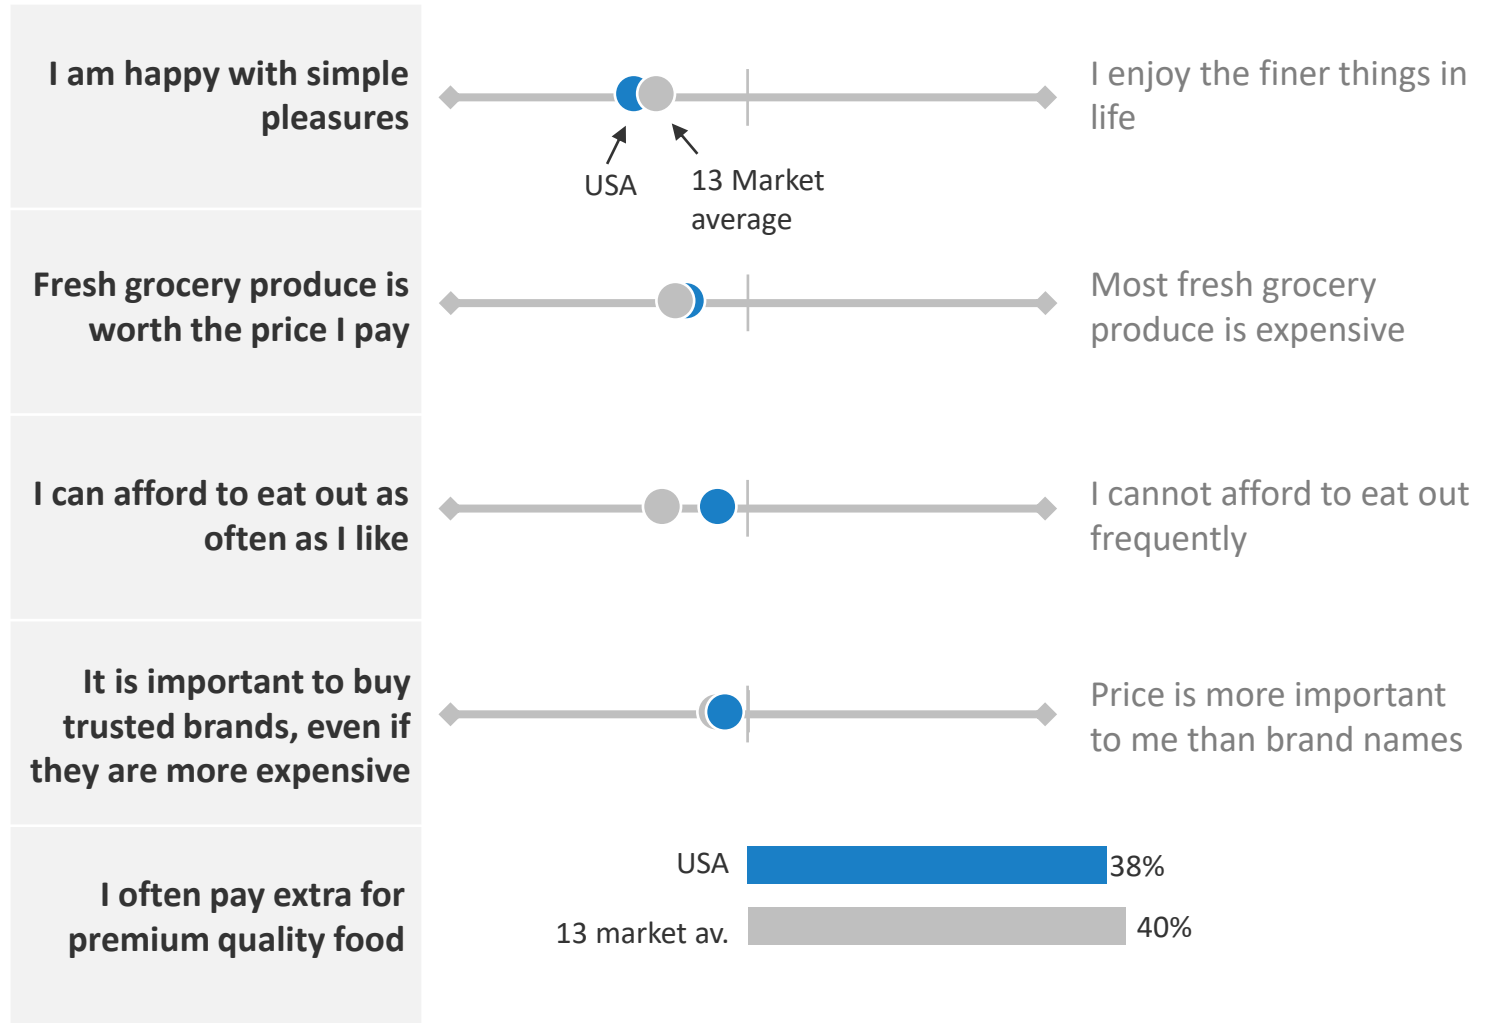 I am happy with simple
pleasures
I enjoy the finer things in
life
USA
13 Market
average
Fresh grocery produce is
worth the price I pay
Most fresh grocery
produce is expensive
I can afford to eat out as
often as I like
I cannot afford to eat out
frequently
It is important to buy
trusted brands, even if
they are more expensive
Price is more important
to me than brand names
I often pay extra for
premium quality food
USA
38%
13 market av.
40%